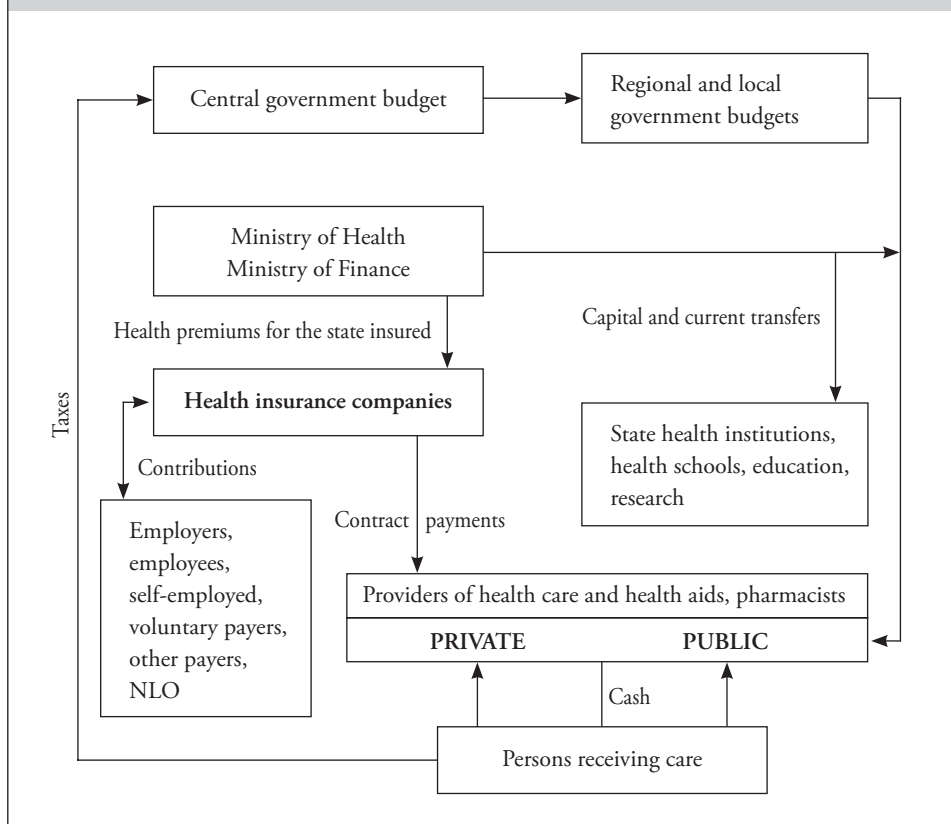 Central government budget
Regional and local
government budgets
Ministry of Health
Ministry of Finance
Health premiums for the state insured
Capital and current transfers
Taxes
Health insurance companies
Contributions
State health institutions,
health schools, education,
research
Employers,
employees,
self-employed,
voluntary payers,
other payers,
NLO
Contract payments
Providers of health care and health aids, pharmacists
PRIVATE PUBLIC
Cash
Persons receiving care